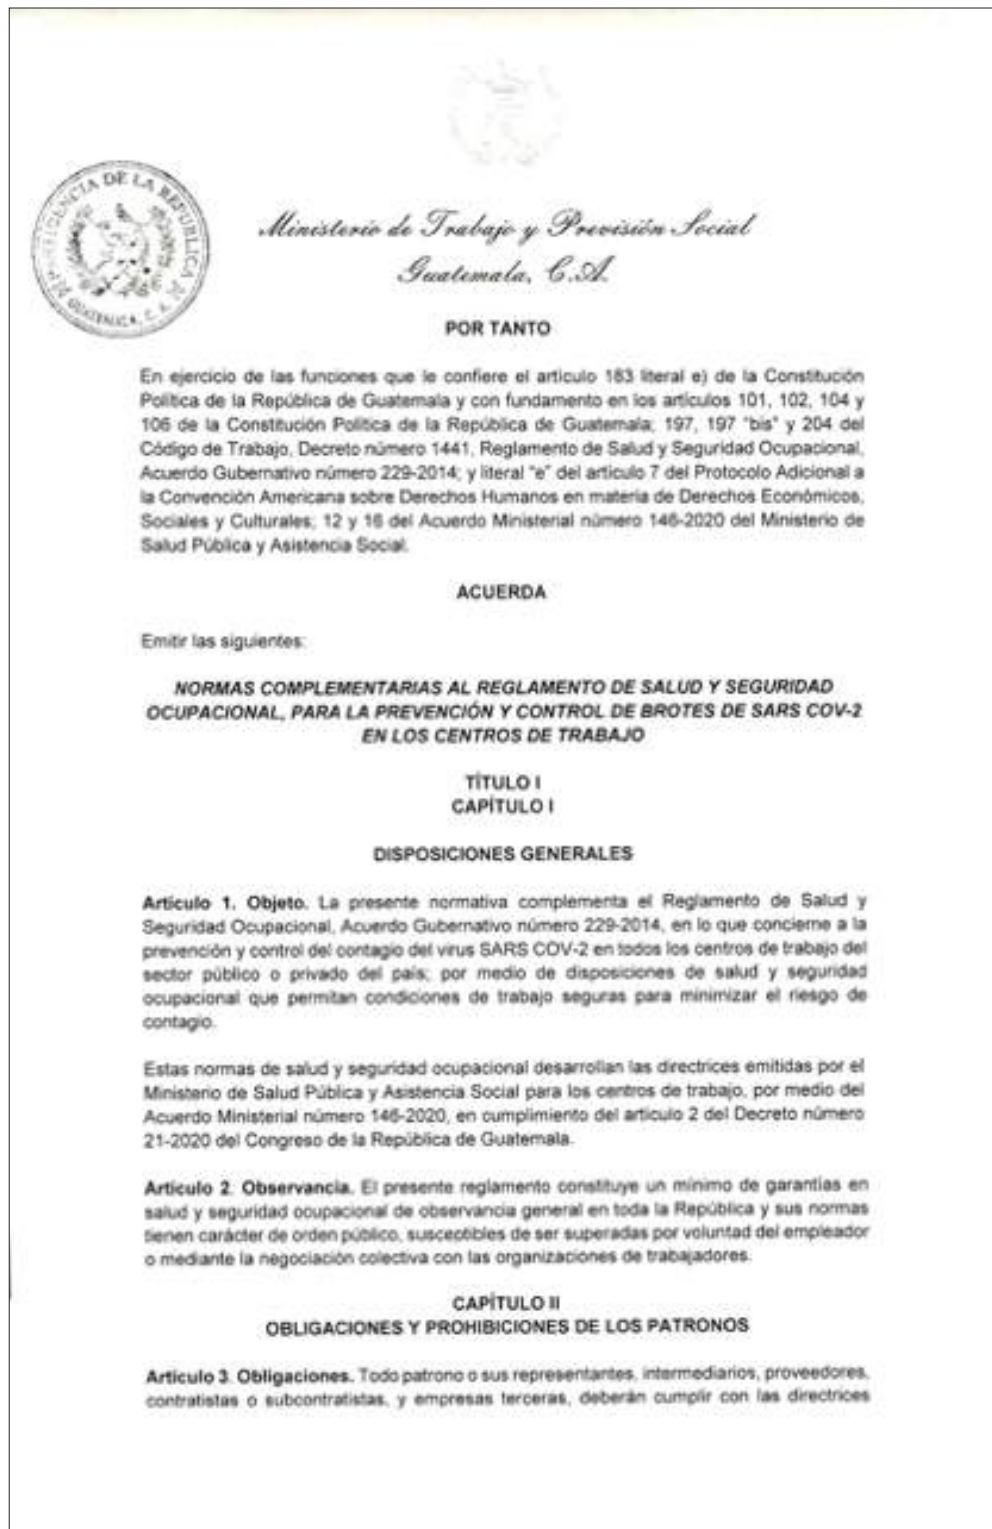 PRESIDENCIA DE LA REPUBLICA
GUATEMALA, C. A.
Ministerio de Trabajo y Previsión Social
Guatemala, C.A.
POR TANTO
En ejercicio de las funciones que le confiere el artículo 183 literal e) de la Constitución
Política de la República de Guatemala y con fundamento en los artículos 101, 102, 104 y
106 de la Constitución Política de la República de Guatemala; 197, 197 "bis" y 204 del
Código de Trabajo, Decreto número 1441, Reglamento de Salud y Seguridad Ocupacional,
Acuerdo Gubernativo número 229-2014; y literal "e" del artículo 7 del Protocolo Adicional a
la Convención Americana sobre Derechos Humanos en materia de Derechos Económicos,
Sociales y Culturales; 12 y 16 del Acuerdo Ministerial número 146-2020 del Ministerio de
Salud Pública y Asistencia Social.
ACUERDA
Emitir las siguientes:
NORMAS COMPLEMENTARIAS AL REGLAMENTO DE SALUD Y SEGURIDAD
OCUPACIONAL, PARA LA PREVENCIÓN Y CONTROL DE BROTES DE SARS COV-2
EN LOS CENTROS DE TRABAJO
TÍTULO I
CAPÍTULO I
DISPOSICIONES GENERALES
Artículo 1. Objeto. La presente normativa complementa el Reglamento de Salud y
Seguridad Ocupacional, Acuerdo Gubernativo número 229-2014, en lo que concierne a la
prevención y control del contagio del virus SARS COV-2 en todos los centros de trabajo del
sector público o privado del país; por medio de disposiciones de salud y seguridad
ocupacional que permitan condiciones de trabajo seguras para minimizar el riesgo de
contagio.
Estas normas de salud y seguridad ocupacional desarrollan las directrices emitidas por el
Ministerio de Salud Pública y Asistencia Social para los centros de trabajo, por medio del
Acuerdo Ministerial número 146-2020, en cumplimiento del artículo 2 del Decreto número
21-2020 del Congreso de la República de Guatemala.
Artículo 2. Observancia. El presente reglamento constituye un mínimo de garantías en
salud y seguridad ocupacional de observancia general en toda la República y sus normas
tienen carácter de orden público, susceptibles de ser superadas por voluntad del empleador
o mediante la negociación colectiva con las organizaciones de trabajadores.
CAPÍTULO II
OBLIGACIONES Y PROHIBICIONES DE LOS PATRONOS
Artículo 3. Obligaciones. Todo patrono o sus representantes, intermediarios, proveedores,
contratistas o subcontratistas, y empresas terceras, deberán cumplir con las directrices